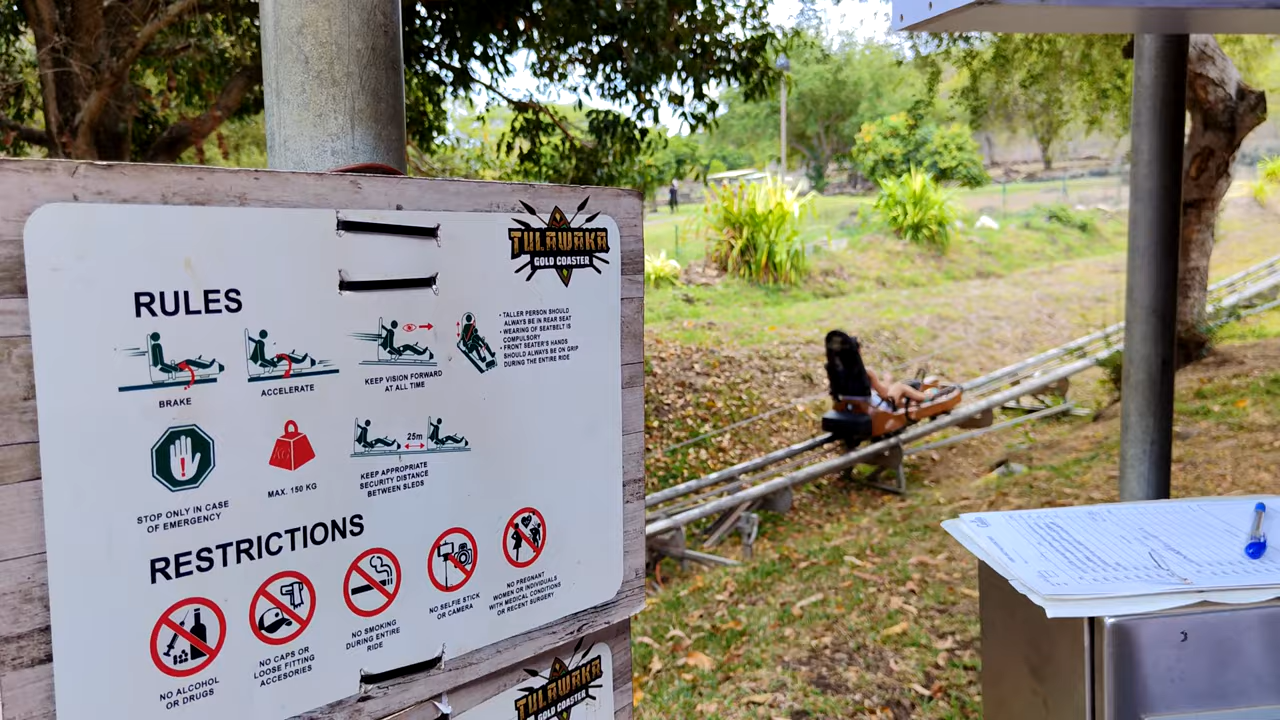 TULAWAKA
GOLD COASTER
RULES
BRAKE
ACCELERATE
KEEP VISION FORWARD
AT ALL TIME
• TALLER PERSON SHOULD
ALWAYS BE IN REAR SEAT
• WEARING OF SEATBELT IS
COMPULSORY
• FRONT SEATER'S HANDS
SHOULD ALWAYS BE ON GRIP
DURING THE ENTIRE RIDE
STOP ONLY IN CASE
OF EMERGENCY
KG
MAX. 150 KG
25m
KEEP APPROPRIATE
SECURITY DISTANCE
BETWEEN SLEDS
RESTRICTIONS
NO ALCOHOL
OR DRUGS
NO CAPS OR
LOOSE FITTING
ACCESORIES
NO SMOKING
DURING ENTIRE
RIDE
NO SELFIE STICK
OR CAMERA
NO PREGNANT
WOMEN OR INDIVIDUALS
WITH MEDICAL CONDITIONS
OR RECENT SURGERY
TULAWAKA
GOLD COASTER